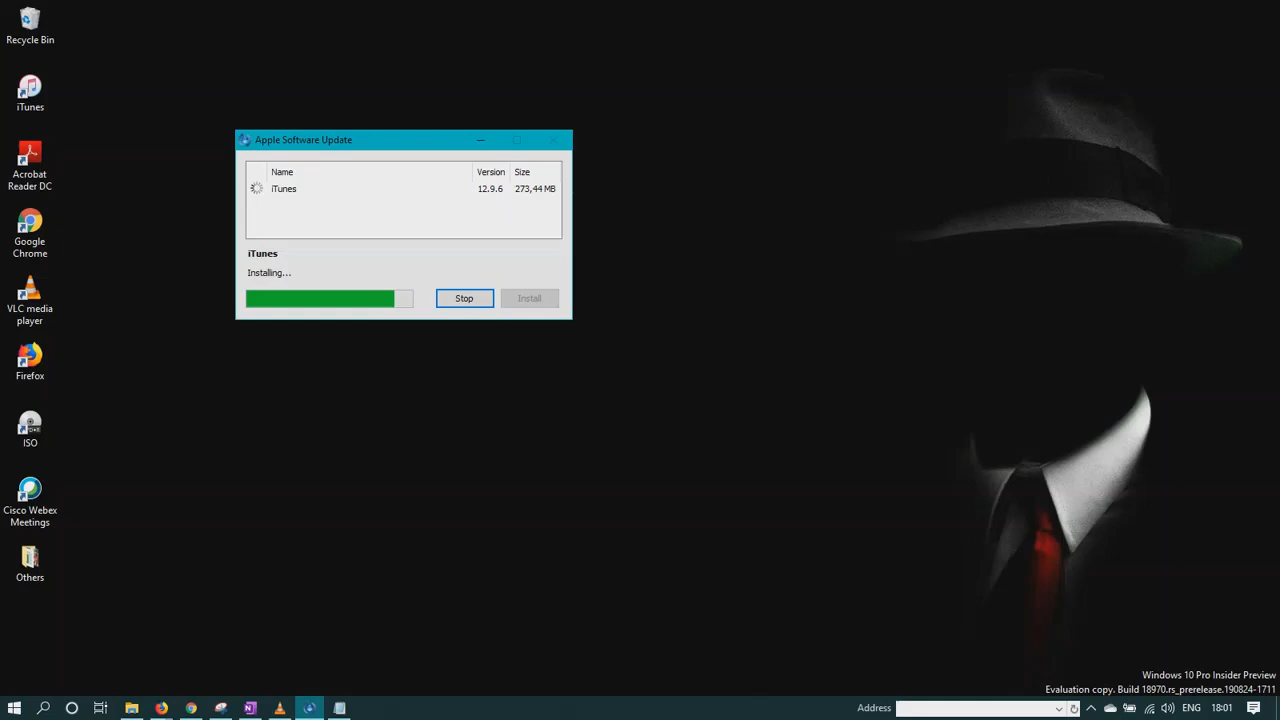 Recycle Bin
iTunes
Acrobat
Reader DC
Google
Chrome
VLC media
player
Firefox
ISO
Cisco Webex
Meetings
Others
Apple Software Update
Name Version Size
iTunes 12.9.6 273,44 MB
iTunes
Installing...
Stop Install
Windows 10 Pro Insider Preview
Evaluation copy. Build 18970.rs_prerelease.190824-1711
Address ENG 18:01